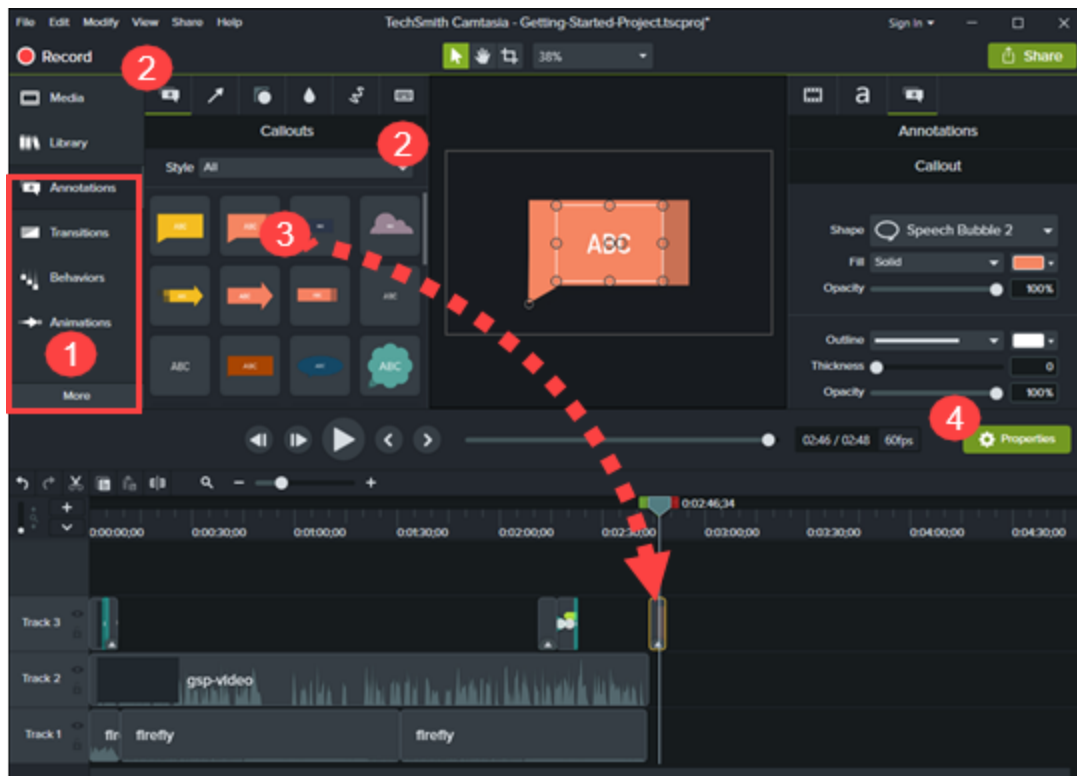 File Edit Modify View Share Help TechSmith Camtasia - Getting-Started-Project.tscproj* Sign In
Record 38% Share
2
Media
Library
Annotations
Transitions
Behaviors
Animations
1
More
Callouts
2
Style All
ABC ABC ABC
3
ABC
ABC ABC ABC
ABC
Annotations
Callout
Shape Speech Bubble 2
Fill Solid
Opacity 100%
Outline
Thickness 0
Opacity 100%
4
02:46 / 02:48 60fps Properties
0:02:46;34
0:00:00;00 0:00:30;00 0:01:00;00 0:01:30;00 0:02:00;00 0:02:30;00 0:03:00;00 0:03:30;00 0:04:00;00 0:04:30;00
Track 3
Track 2 gsp-video
Track 1 fir firefly firefly